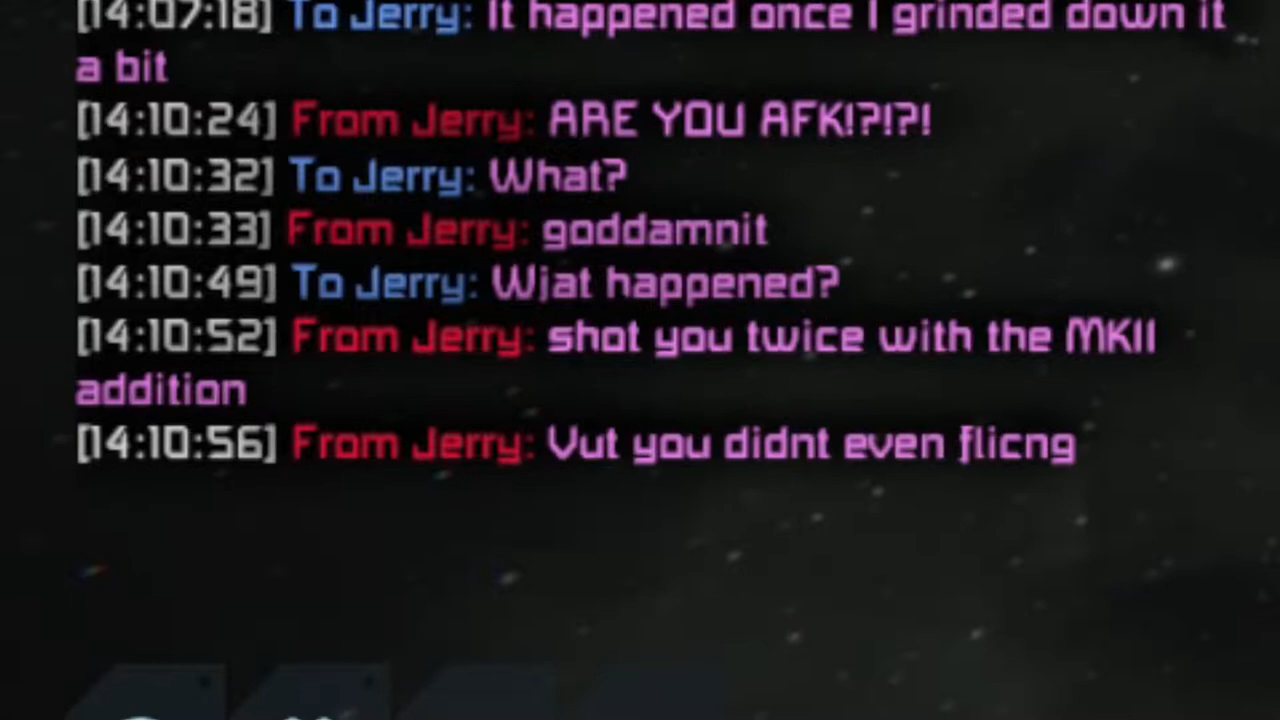 [14:07:18] To Jerry: It happened once I grinded down it
a bit
[14:10:24] From Jerry: ARE YOU AFK!?!?!
[14:10:32] To Jerry: What?
[14:10:33] From Jerry: goddamnit
[14:10:49] To Jerry: Wjat happened?
[14:10:52] From Jerry: shot you twice with the MKII
addition
[14:10:56] From Jerry: Vut you didnt even flicng